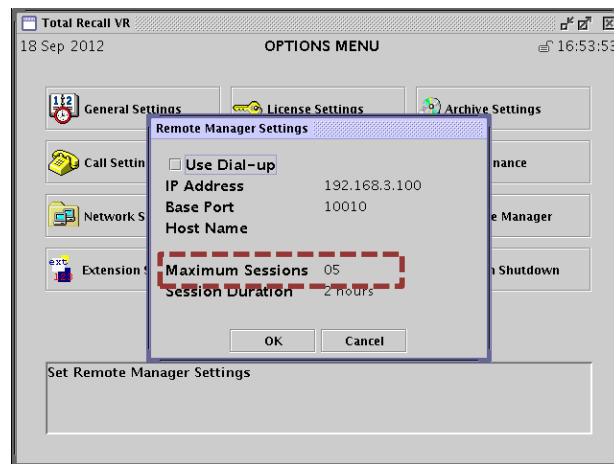 Total Recall VR
18 Sep 2012 OPTIONS MENU 16:53:53
General Settings License Settings Archive Settings
Remote Manager Settings
Call Settin nance
Use Dial-up
IP Address 192.168.3.100
Base Port 10010
Network S e Manager
Host Name
Extension S Maximum Sessions 05 n Shutdown
Session Duration 2 hours
OK Cancel
Set Remote Manager Settings